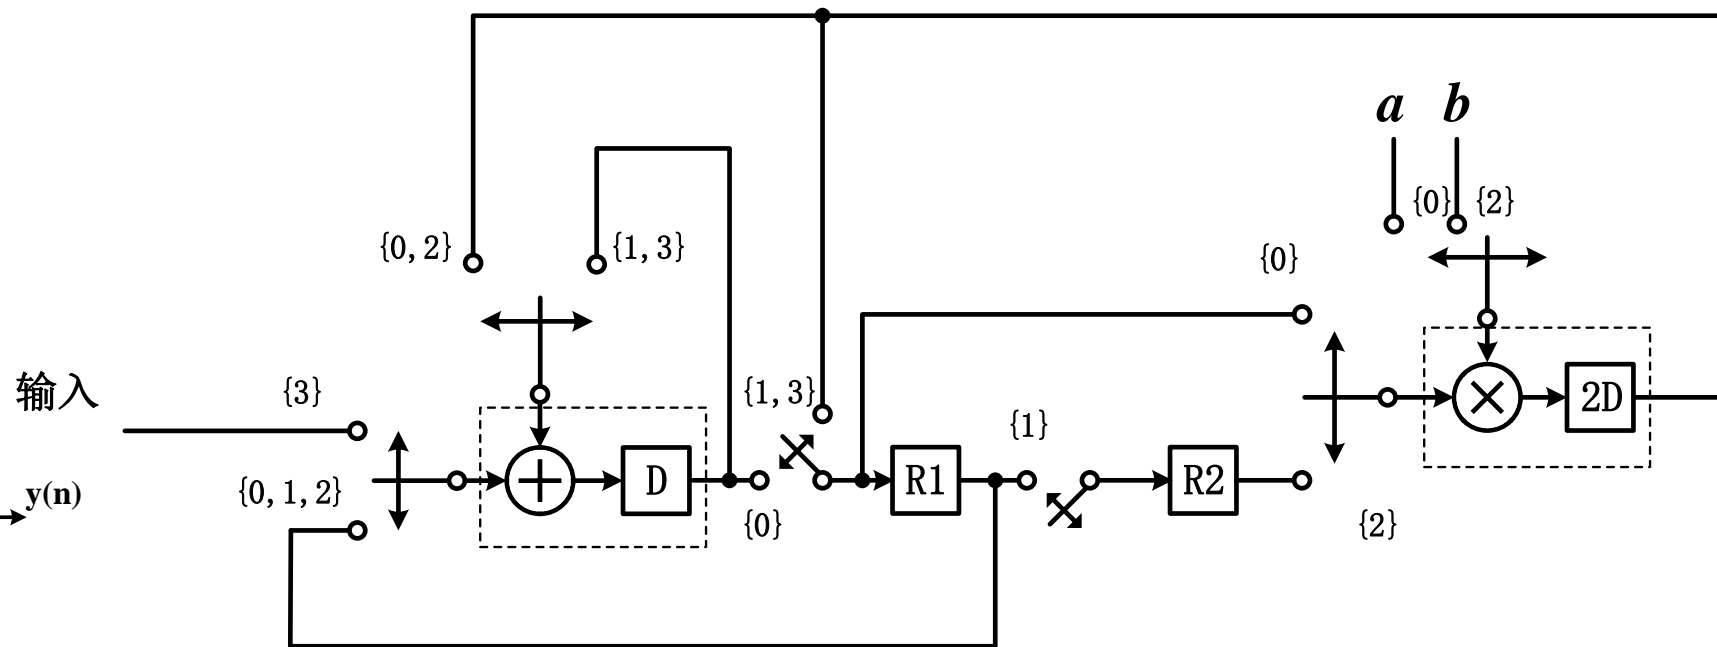 a b
{0} {2}
{0,2} {1,3} {0}
输入 {3} {1,3} 2D
{1}
{0,1,2} D R1 R2
y(n) {0} {2}